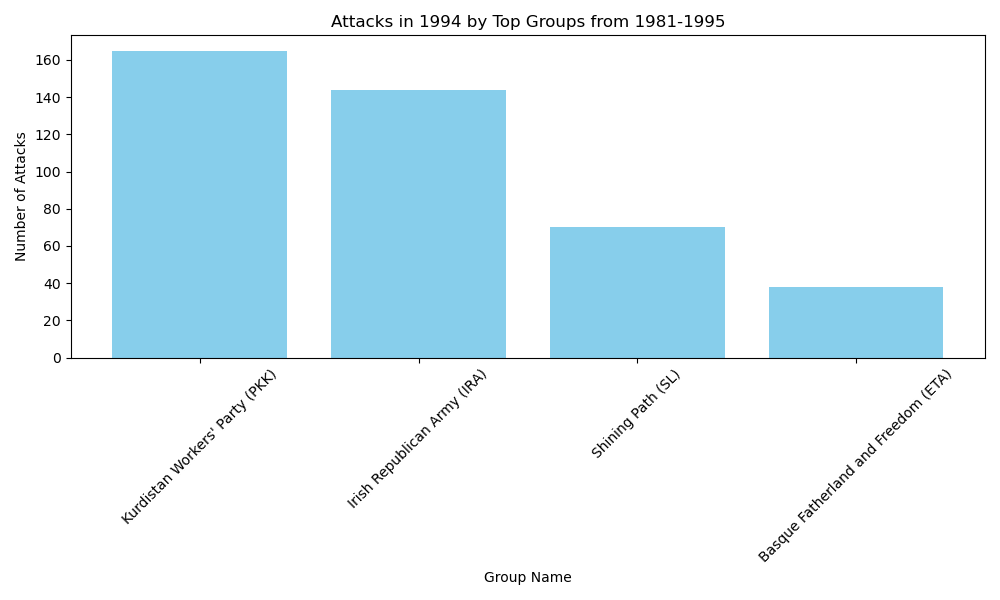 Attacks in 1994 by Top Groups from 1981-1995
Number of Attacks
160
140
120
100
80
60
40
20
0
Kurdistan Workers' Party (PKK)
Irish Republican Army (IRA)
Shining Path (SL)
Basque Fatherland and Freedom (ETA)
Group Name